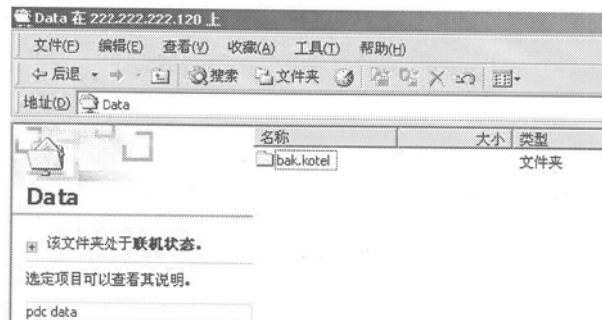 Data 在 222.222.222.120 上
文件(F) 编辑(E) 查看(V) 收藏(A) 工具(T) 帮助(H)
后退 搜索 文件夹
地址(D) Data
名称 大小 类型
bak.kotel 文件夹
Data
该文件夹处于联机状态。
选定项目可以查看其说明。
pdc data